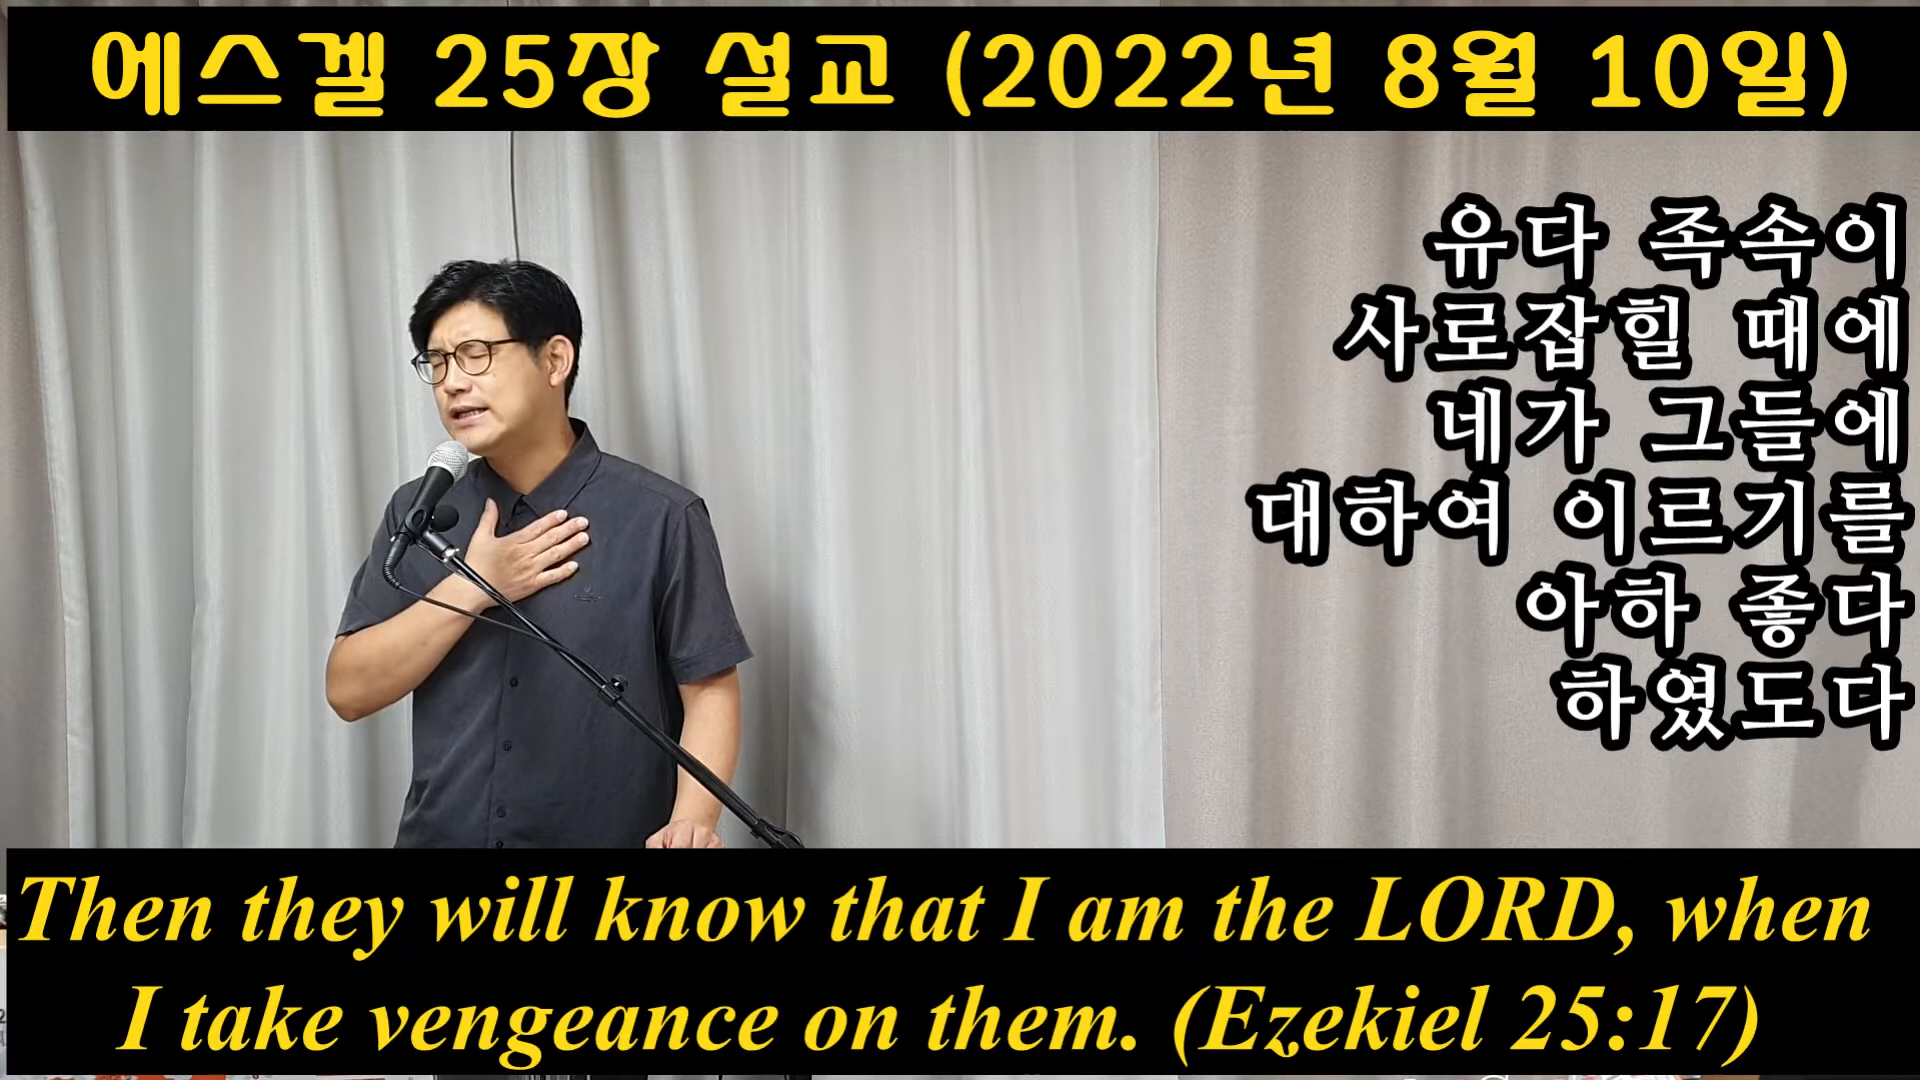 에스겔 25장 설교 (2022년 8월 10일)
유다 족속이
사로잡힐 때에
네가 그들에
대하여 이르기를
아하 좋다
하였도다
Then they will know that I am the LORD, when
I take vengeance on them. (Ezekiel 25:17)